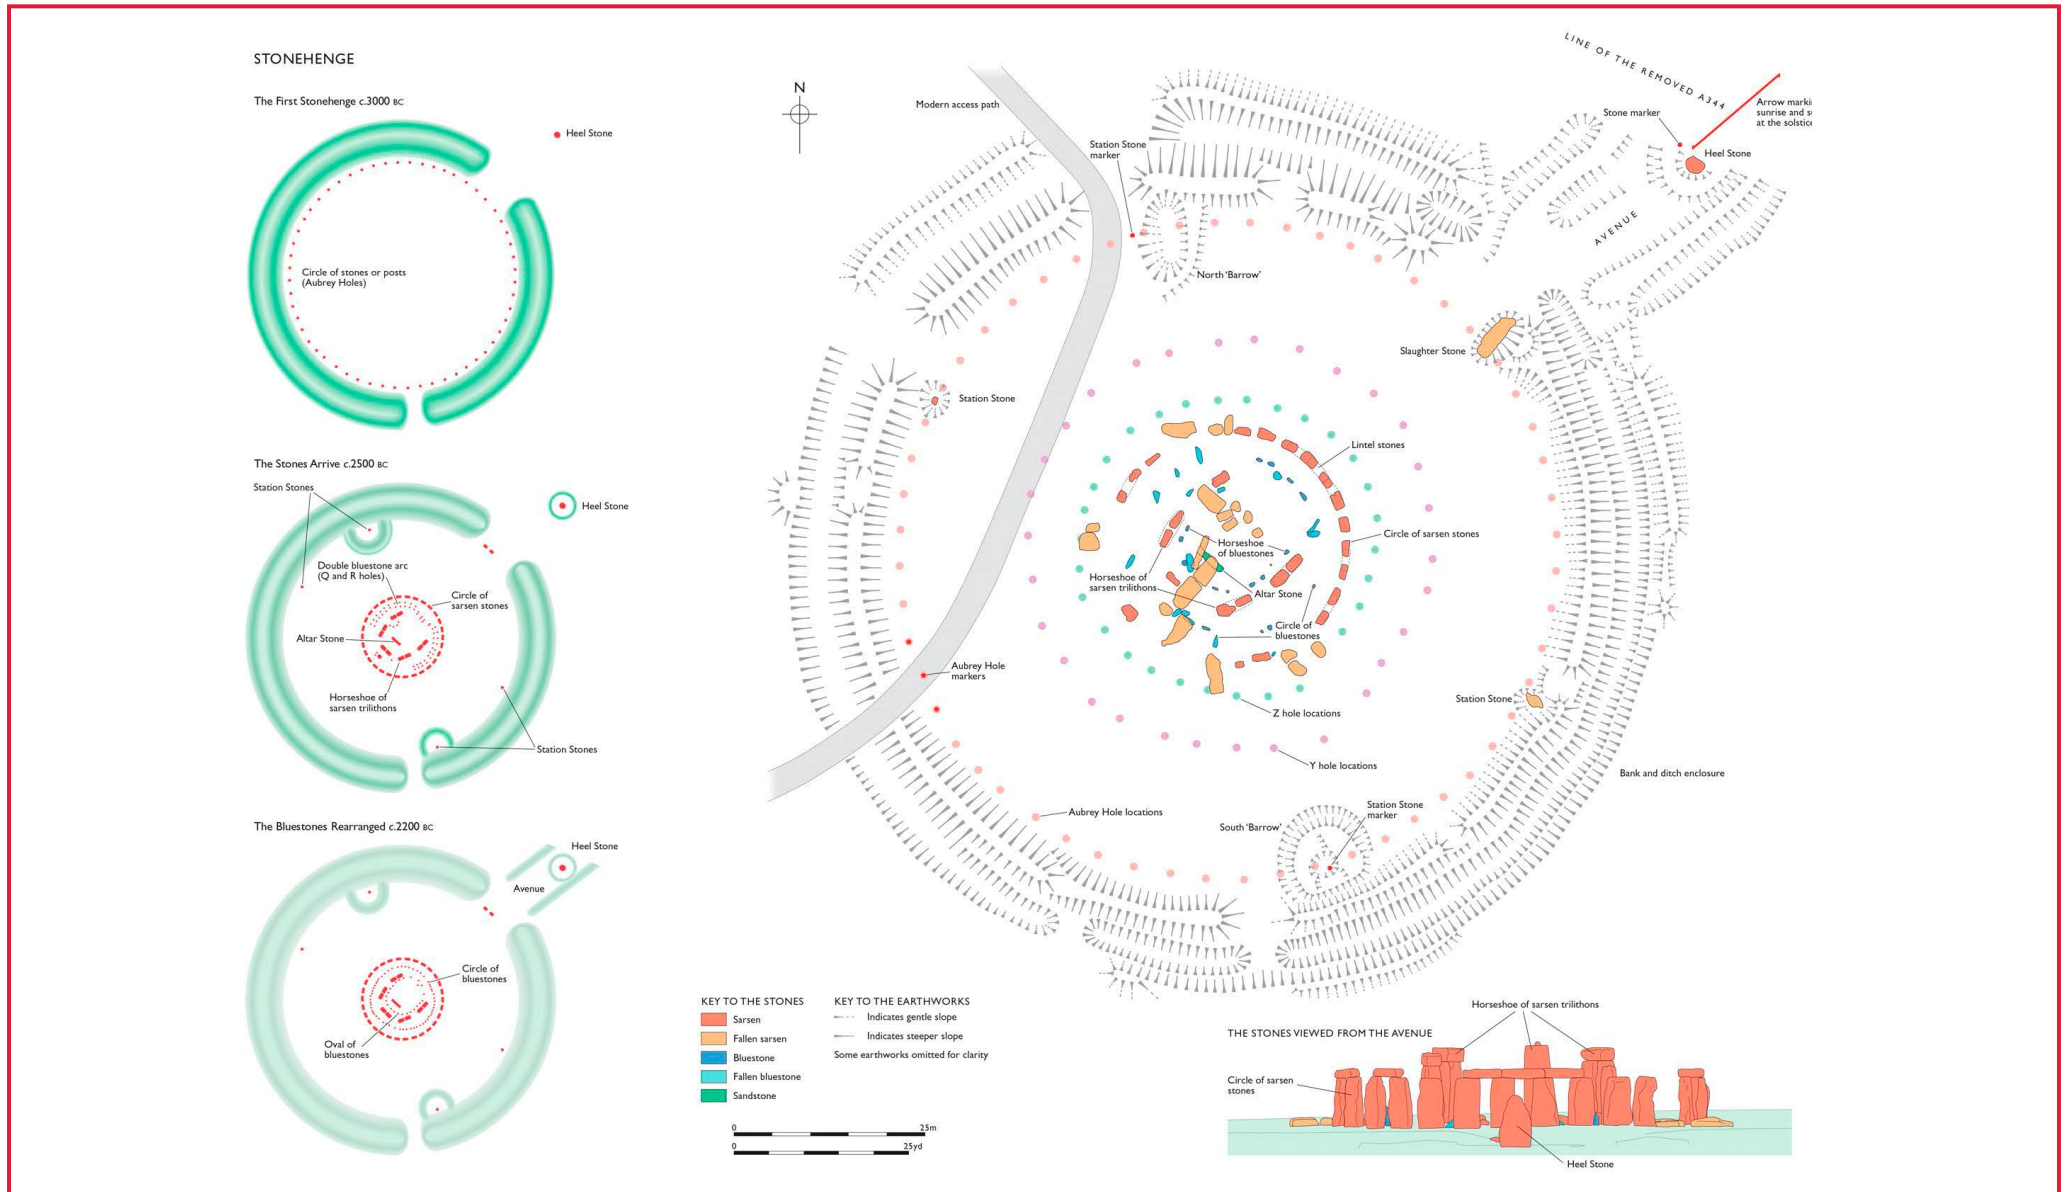 STONEHENGE
The First Stonehenge c.3000 BC
Heel Stone
Circle of stones or posts
(Aubrey Holes)
The Stones Arrive c.2500 BC
Station Stones
Heel Stone
Double bluestone arc
(Q and R holes)
Circle of
sarsen stones
Altar Stone
Horseshoe of
sarsen trilithons
Station Stones
The Bluestones Rearranged c.2200 BC
Heel Stone
Avenue
Circle of
bluestones
Oval of
bluestones
N
Modern access path
Station Stone
marker
LINE OF THE REMOVED A344
Stone marker
Arrow
sunrise and
at the
Heel Stone
AVENUE
North 'Barrow'
Slaughter Stone
Station Stone
Lintel stones
Circle of sarsen stones
Horseshoe
of bluestones
Horseshoe of
sarsen trilithons
Altar Stone
Circle of
bluestones
Aubrey Hole
markers
Station Stone
Z hole locations
Y hole locations
Bank and ditch enclosure
Aubrey Hole locations
Station Stone
marker
South 'Barrow'
KEY TO THE STONES
Sarsen
Fallen sarsen
Bluestone
Fallen bluestone
Sandstone
KEY TO THE EARTHWORKS
Indicates gentle slope
Indicates steeper slope
Some earthworks omitted for clarity
0 25m
0 25yd
THE STONES VIEWED FROM THE AVENUE
Horseshoe of sarsen trilithons
Circle of sarsen
stones
Heel Stone